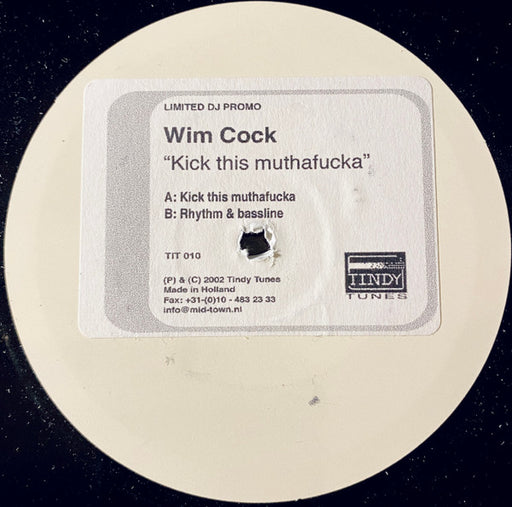 LIMITED DJ PROMO
Wim Cock
“Kick this muthafucka”
A: Kick this muthafucka
B: Rhythm & bassline
TIT 010
(P) & (C) 2002 Tindy Tunes
Made in Holland
Fax: +31-(0)10 - 483 23 33
info@mid-town.nl
TINDY
TUNES